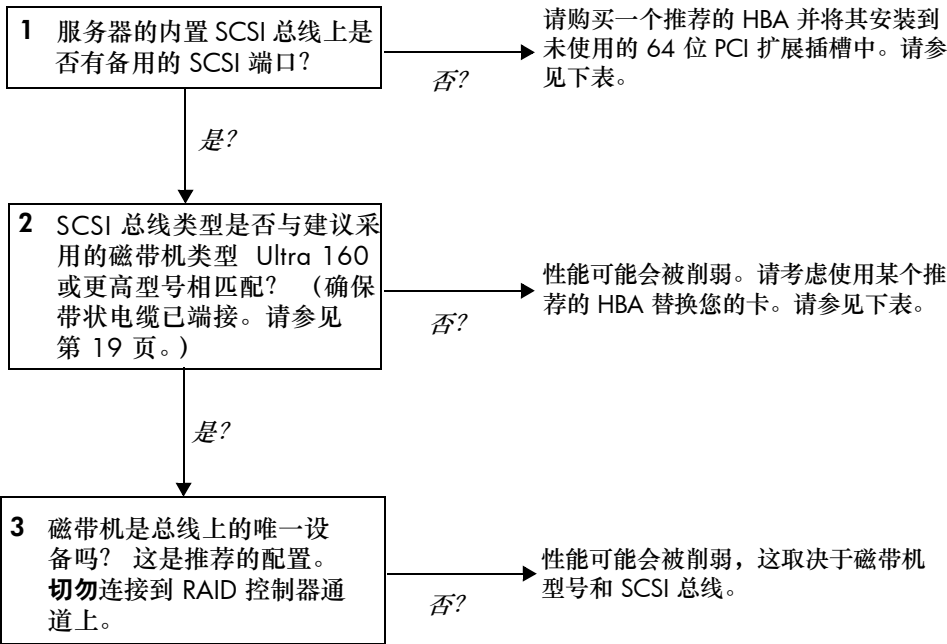 1 服务器的内置 SCSI 总线上是
否有备用的 SCSI 端口？
否？
请购买一个推荐的 HBA 并将其安装到
未使用的 64 位 PCI 扩展插槽中。请参
见下表。
是？
2 SCSI 总线类型是否与建议采
用的磁带机类型 Ultra 160
或更高型号相匹配？ （确保
带状电缆已端接。请参见
第 19 页。）
否？
性能可能会被削弱。请考虑使用某个推
荐的 HBA 替换您的卡。请参见下表。
是？
3 磁带机是总线上的唯一设
备吗？ 这是推荐的配置。
切勿连接到 RAID 控制器通
道上。
否？
性能可能会被削弱，这取决于磁带机
型号和 SCSI 总线。